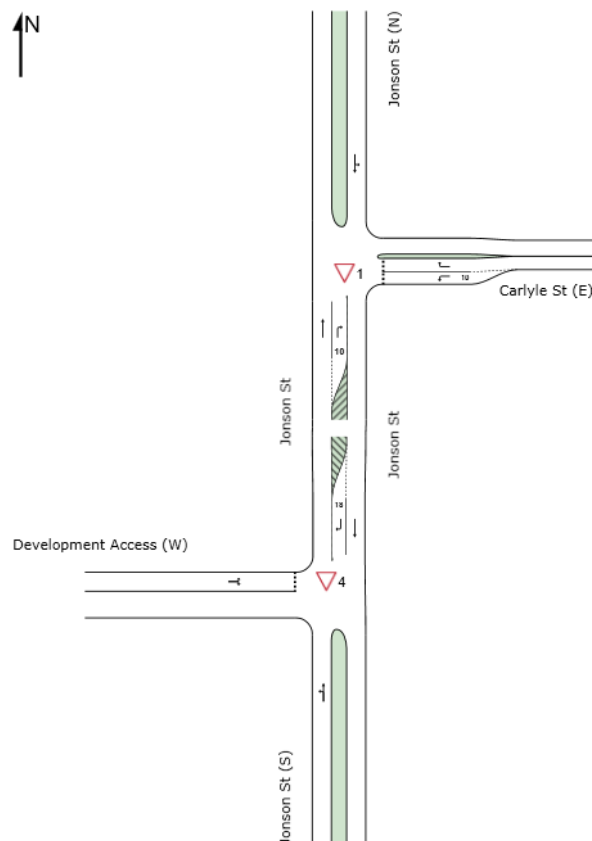 N
Jonson St (N)
1
10
Carlyle St (E)
10
Jonson St
Jonson St
18
Development Access (W)
4
Jonson St (S)